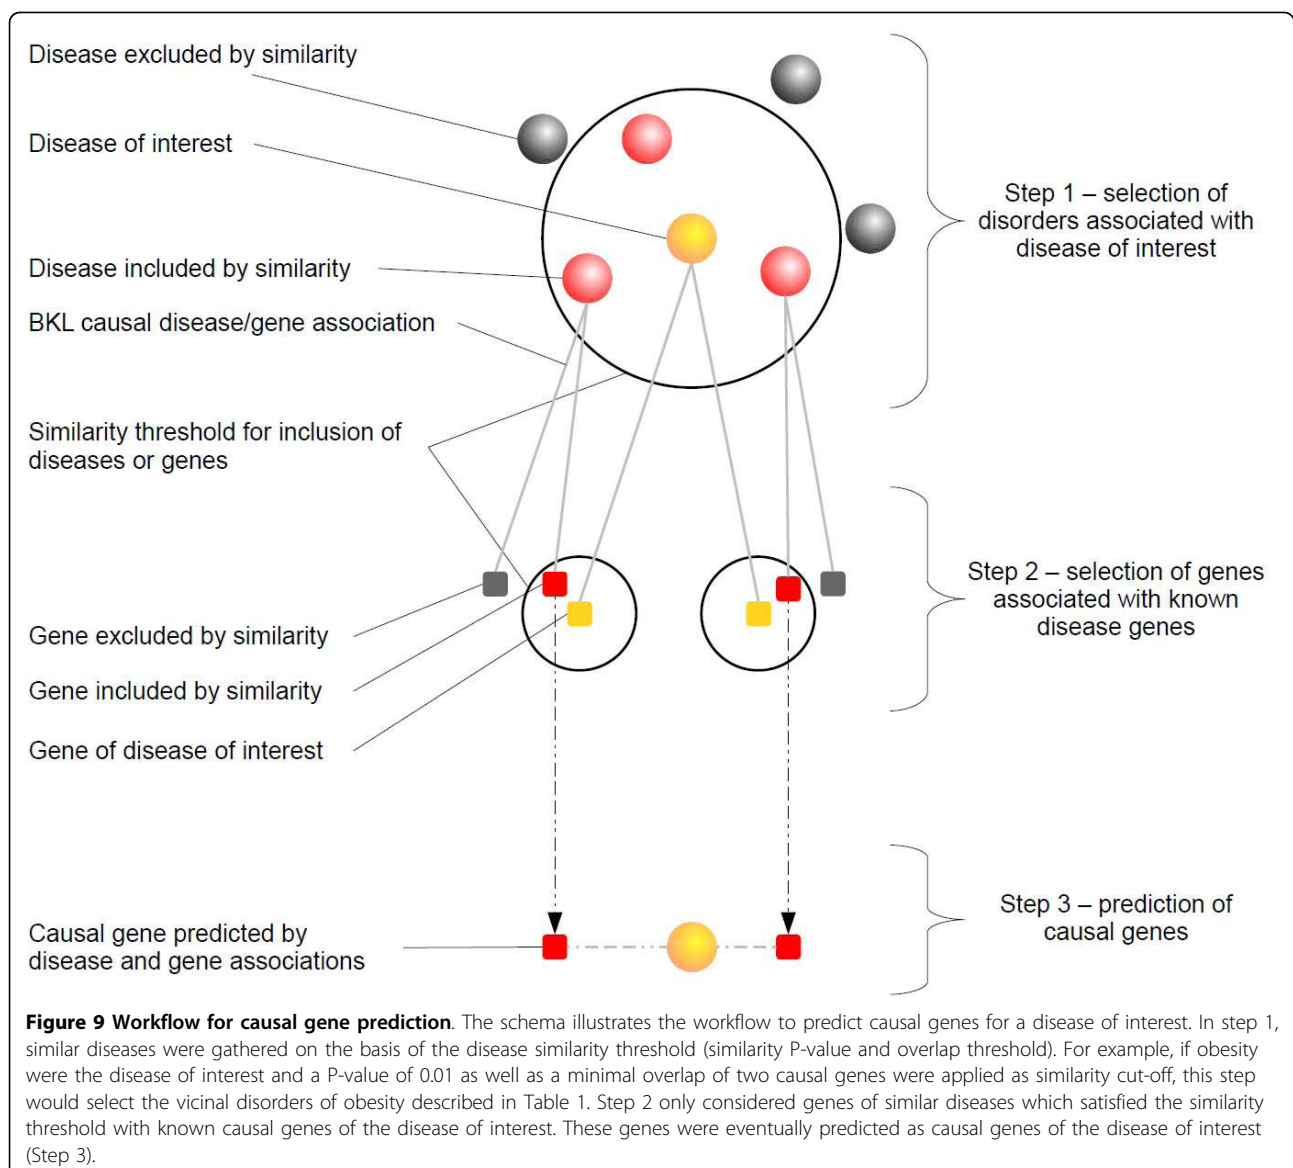 Disease excluded by similarity
Disease of interest
Disease included by similarity
BKL causal disease/gene association
Similarity threshold for inclusion of
diseases or genes
Gene excluded by similarity
Gene included by similarity
Gene of disease of interest
Causal gene predicted by
disease and gene associations
Step 1 – selection of
disorders associated with
disease of interest
Step 2 – selection of genes
associated with known
disease genes
Step 3 – prediction of
causal genes
Figure 9 Workflow for causal gene prediction. The schema illustrates the workflow to predict causal genes for a disease of interest. In step 1,
similar diseases were gathered on the basis of the disease similarity threshold (similarity P-value and overlap threshold). For example, if obesity
were the disease of interest and a P-value of 0.01 as well as a minimal overlap of two causal genes were applied as similarity cut-off, this step
would select the vicinal disorders of obesity described in Table 1. Step 2 only considered genes of similar diseases which satisfied the similarity
threshold with known causal genes of the disease of interest. These genes were eventually predicted as causal genes of the disease of interest
(Step 3).